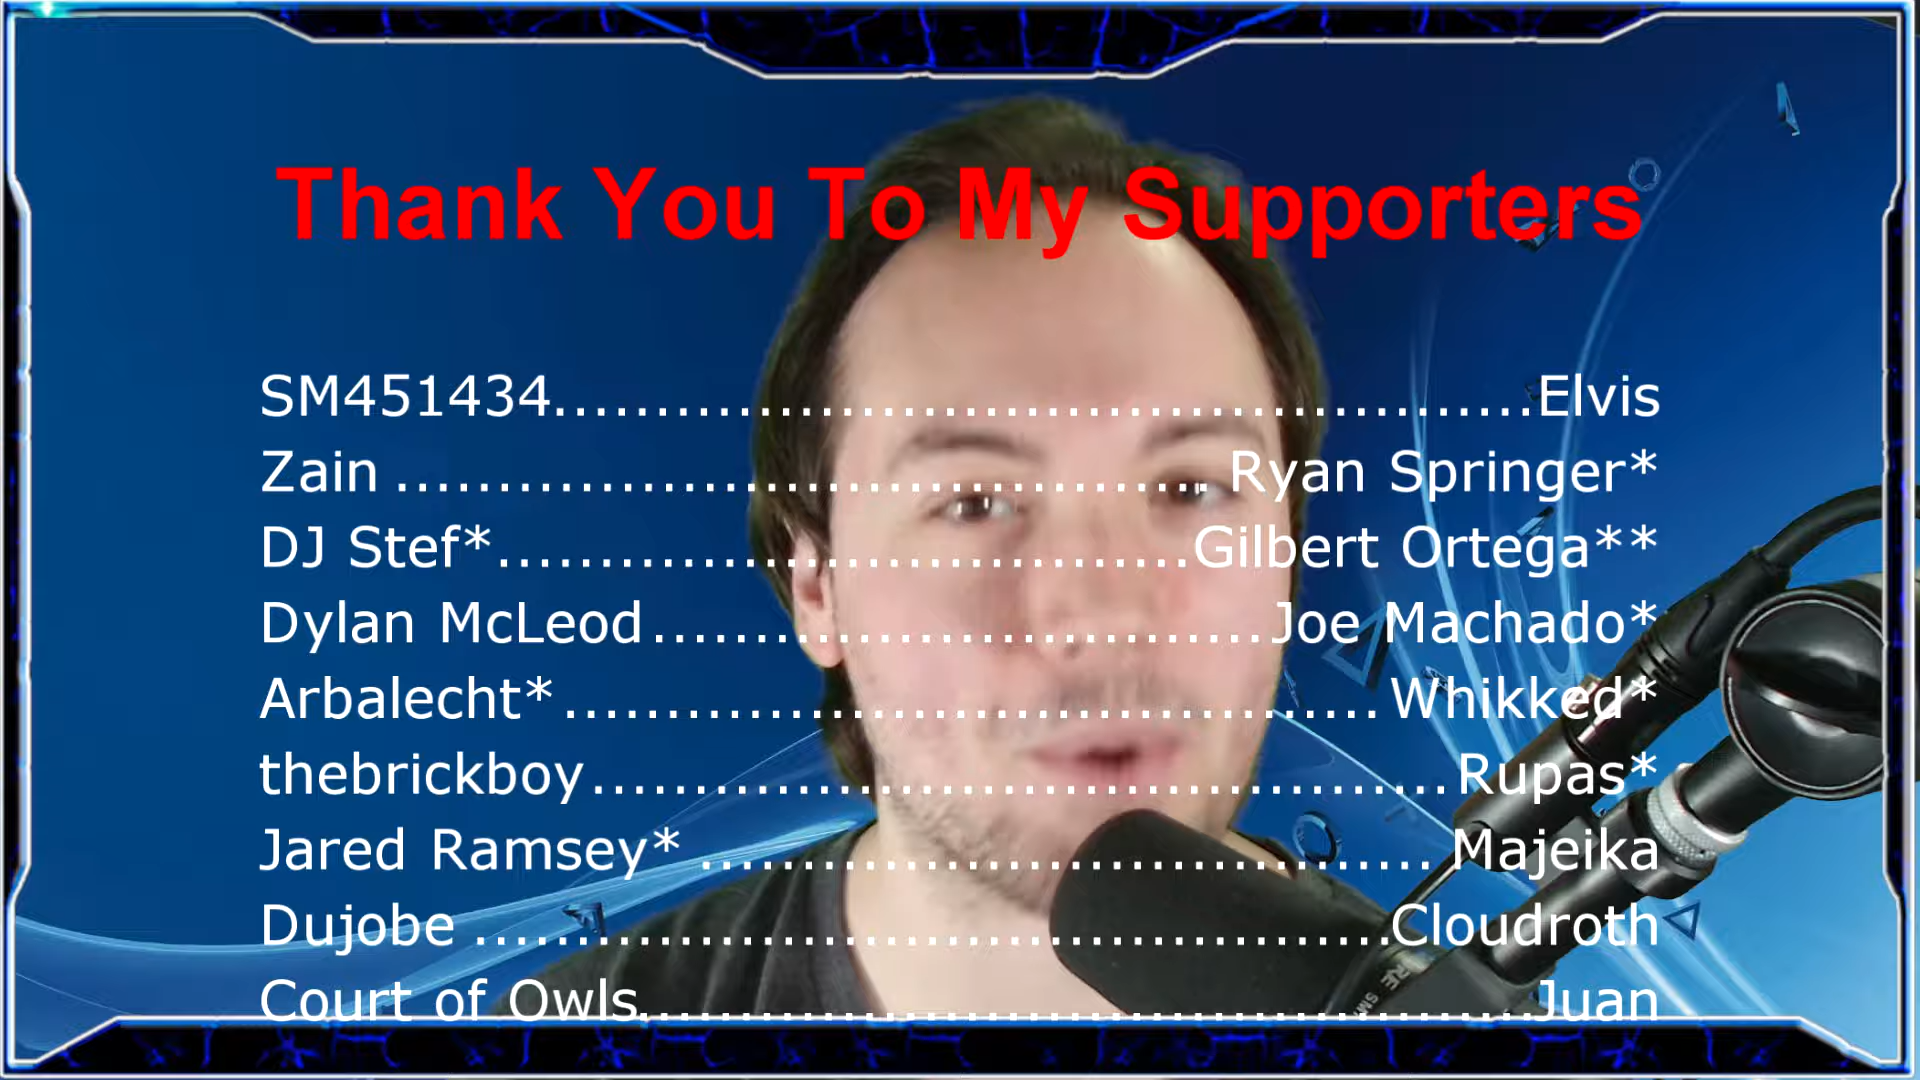 Thank You To My Supporters
SM451434................................................Elvis
Zain ........................................ Ryan Springer*
DJ Stef*..................................Gilbert Ortega**
Dylan McLeod..............................Joe Machado*
Arbalecht*........................................Whikked*
thebrickboy..........................................Rupas*
Jared Ramsey* .................................... Majeika
Dujobe .............................................Cloudroth
Court of Owls............................................Juan